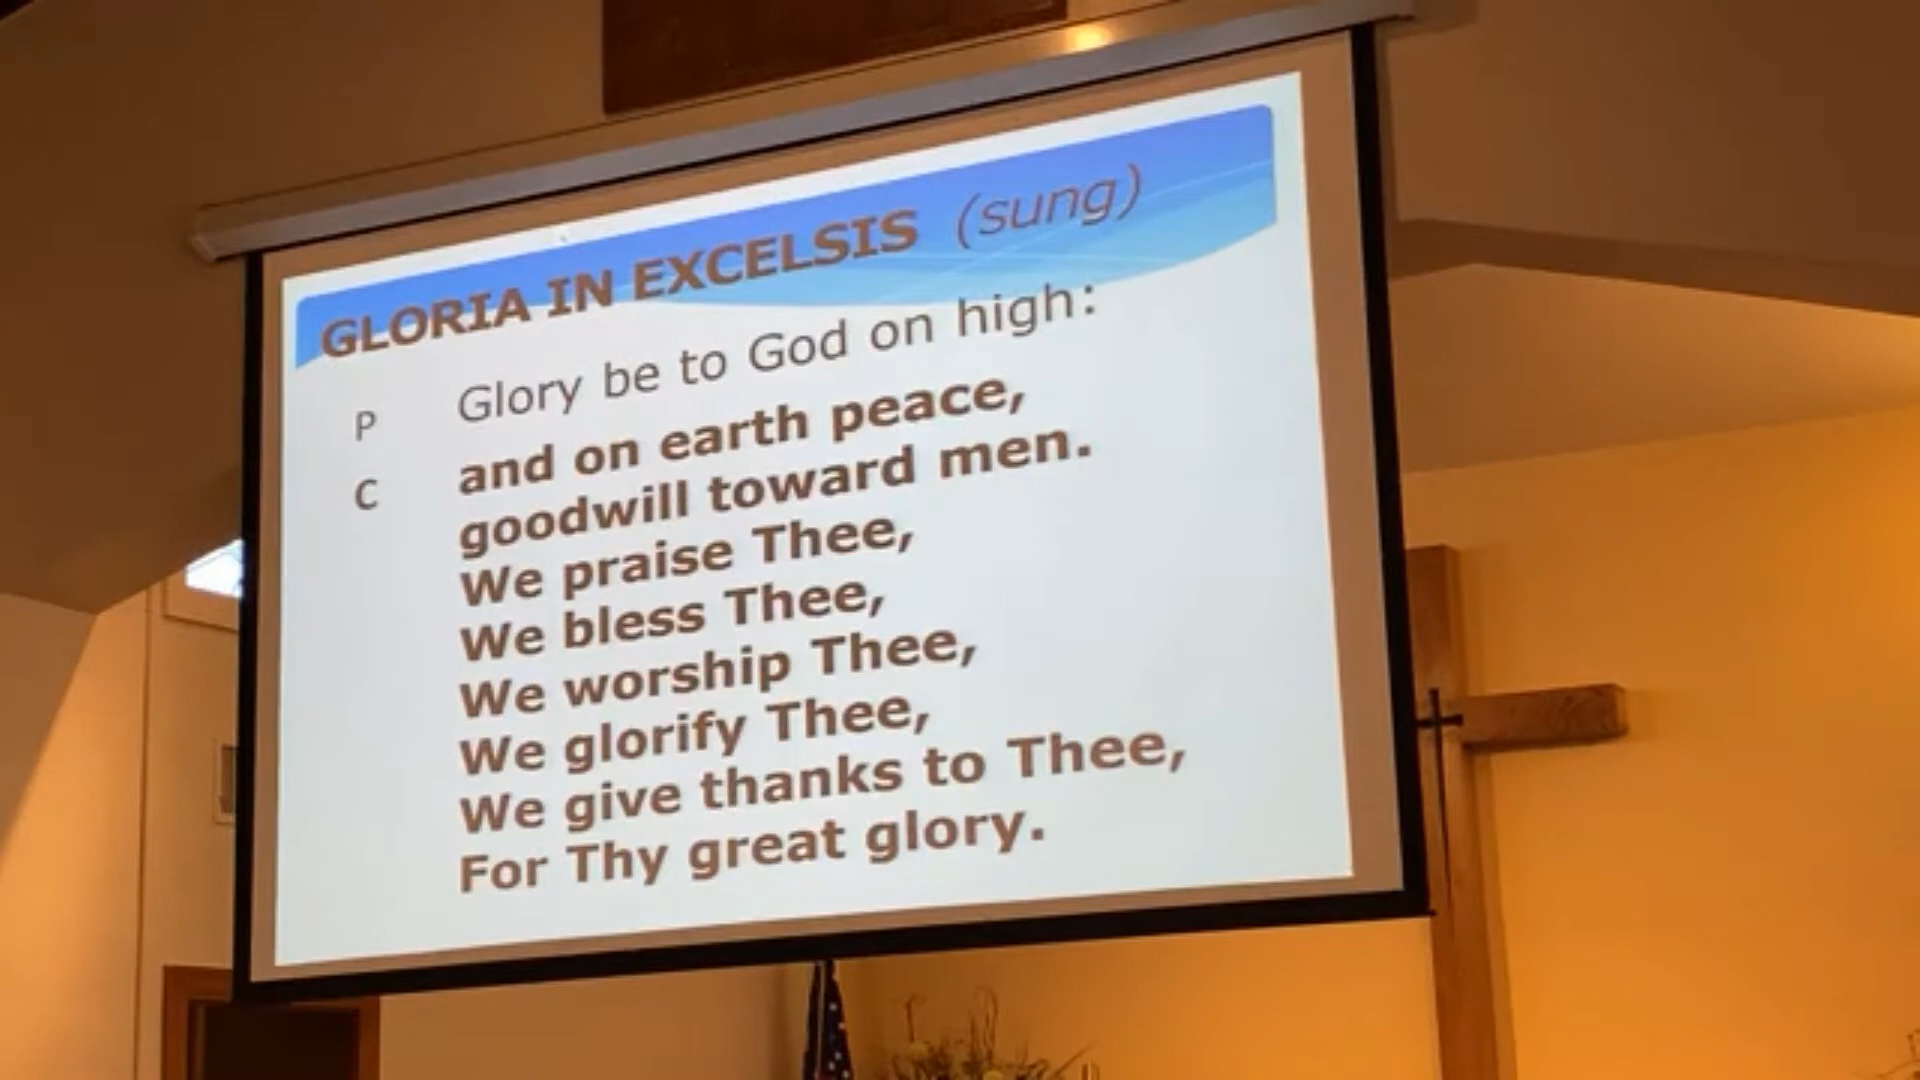 GLORIA IN EXCELSIS (sung)
P Glory be to God on high:
C and on earth peace,
goodwill toward men.
We praise Thee,
We bless Thee,
We worship Thee,
We glorify Thee,
We give thanks to Thee,
For Thy great glory.